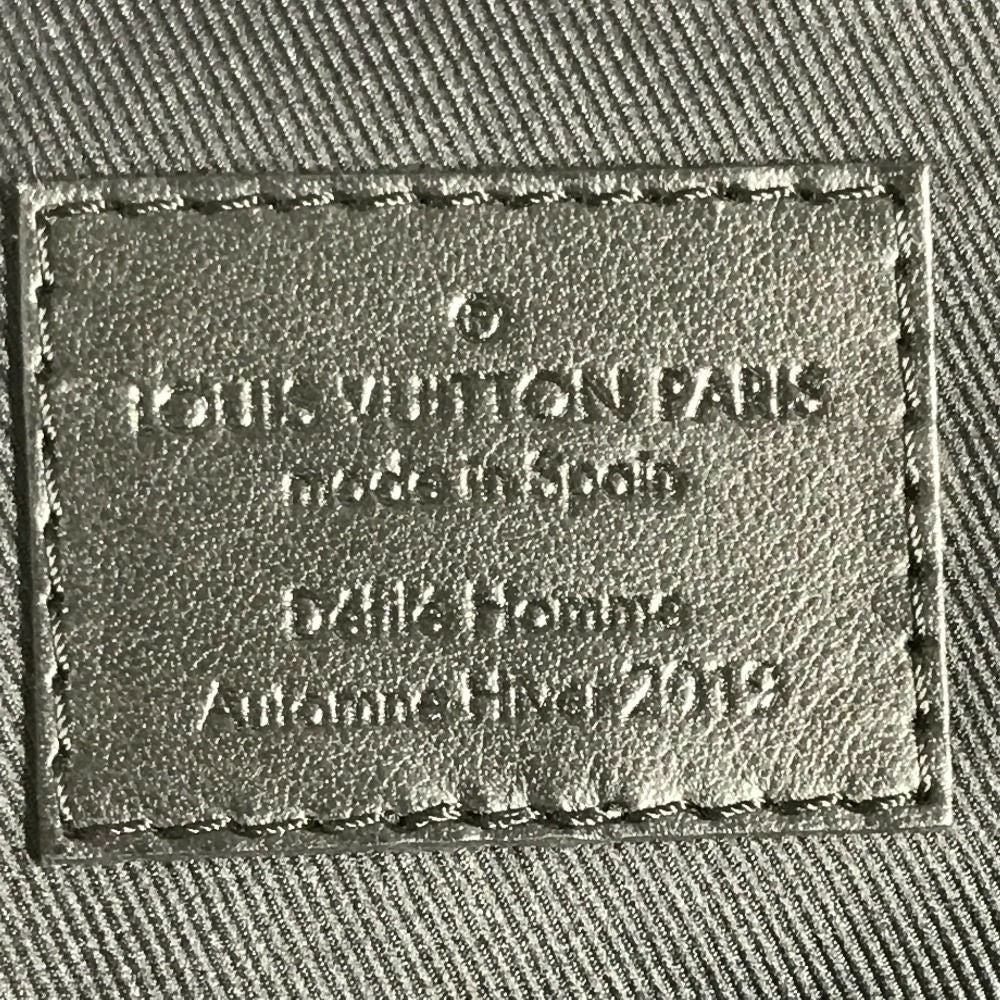 ®
LOUIS VUITTON PARIS
made in Spain
Défilé Homme
Automne Hiver 2019